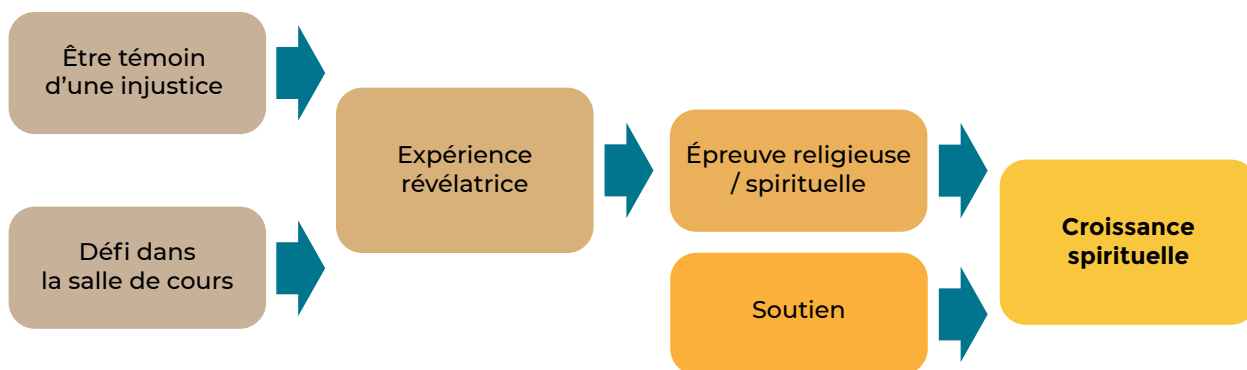 Être témoin
d’une injustice
Défi dans
la salle de cours
Expérience
révélatrice
Épreuve religieuse
/ spirituelle
Soutien
Croissance
spirituelle